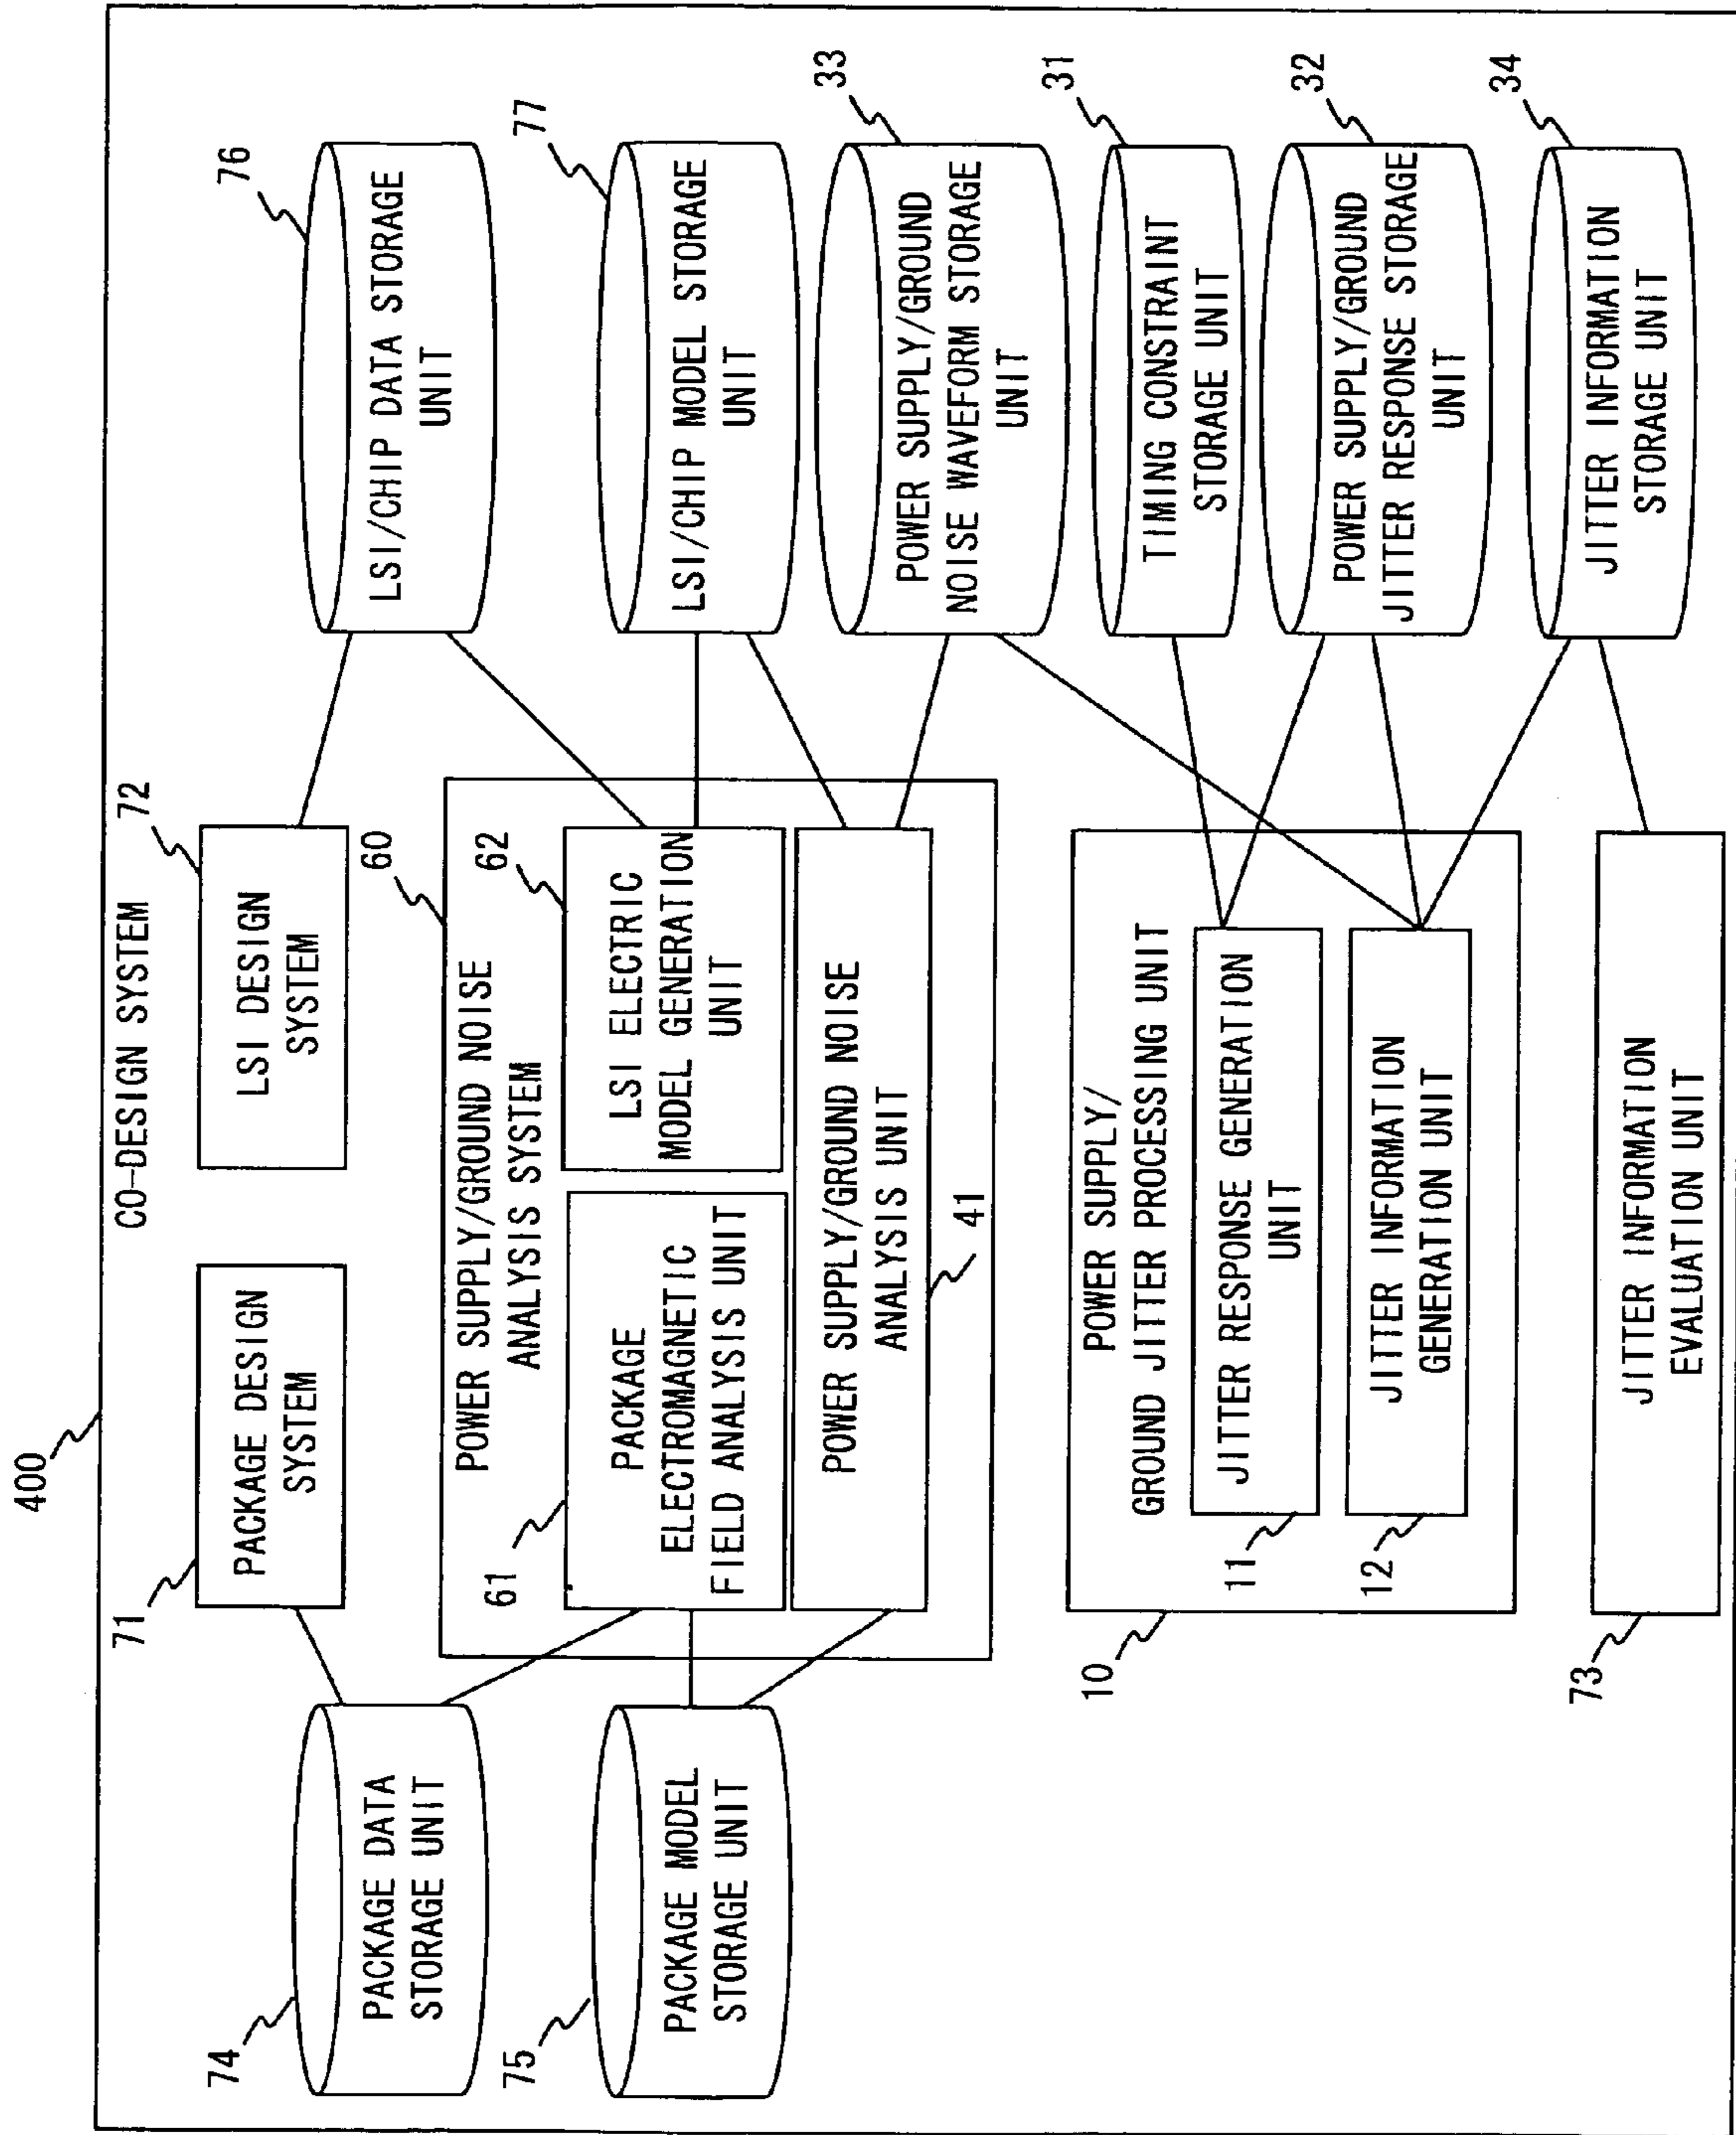 400
CO-DESIGN SYSTEM
71
PACKAGE DESIGN
SYSTEM
72
LSI DESIGN
SYSTEM
74
PACKAGE DATA
STORAGE UNIT
76
LSI/CHIP DATA STORAGE
UNIT
60
POWER SUPPLY/GROUND NOISE
ANALYSIS SYSTEM
61
PACKAGE
ELECTROMAGNETIC
FIELD ANALYSIS UNIT
62
LSI ELECTRIC
MODEL GENERATION
UNIT
75
PACKAGE MODEL
STORAGE UNIT
77
LSI/CHIP MODEL STORAGE
UNIT
POWER SUPPLY/GROUND NOISE
ANALYSIS UNIT
41
33
POWER SUPPLY/GROUND
NOISE WAVEFORM STORAGE
UNIT
10
POWER SUPPLY/
GROUND JITTER PROCESSING UNIT
11
JITTER RESPONSE GENERATION
UNIT
12
JITTER INFORMATION
GENERATION UNIT
31
TIMING CONSTRAINT
STORAGE UNIT
32
POWER SUPPLY/GROUND
JITTER RESPONSE STORAGE
UNIT
34
JITTER INFORMATION
STORAGE UNIT
73
JITTER INFORMATION
EVALUATION UNIT